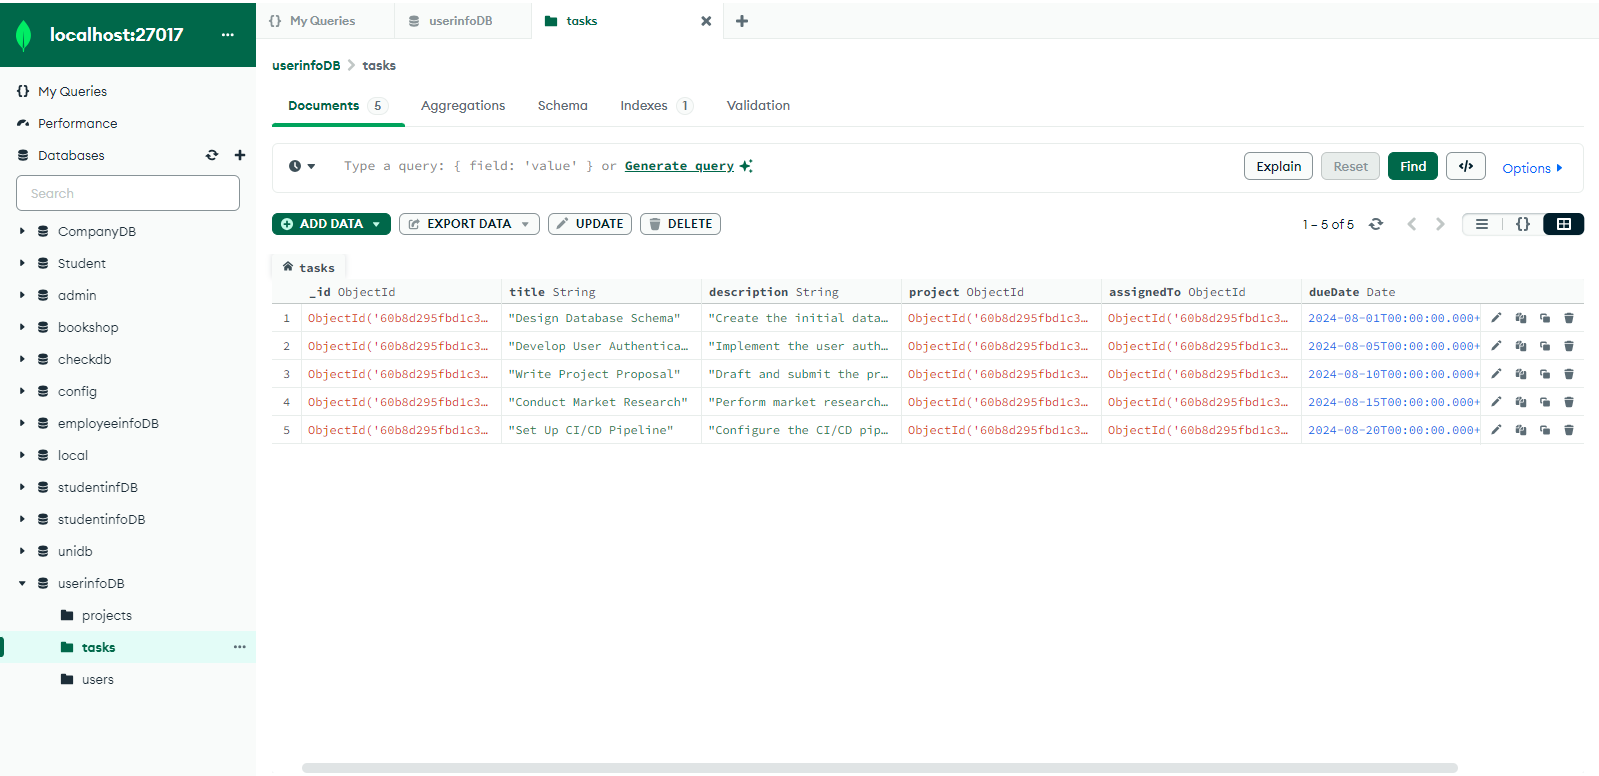 localhost:27017
My Queries
Performance
Databases
Search
CompanyDB
Student
admin
bookshop
checkdb
config
employeeinfoDB
local
studentinfDB
studentinfoDB
unidb
userinfoDB
projects
tasks
users
{} My Queries
userinfoDB
tasks
userinfoDB > tasks
Documents 5 Aggregations Schema Indexes 1 Validation
Type a query: { field: 'value' } or Generate query
Explain Reset Find </> Options
ADD DATA EXPORT DATA UPDATE DELETE 1 – 5 of 5 {}
tasks
_id ObjectId title String description String project ObjectId assignedTo ObjectId dueDate Date
1 ObjectId('60b8d295fbd1c3… "Design Database Schema" "Create the initial data… ObjectId('60b8d295fbd1c3… ObjectId('60b8d295fbd1c3… 2024-08-01T00:00:00.000+
2 ObjectId('60b8d295fbd1c3… "Develop User Authentica… "Implement the user auth… ObjectId('60b8d295fbd1c3… ObjectId('60b8d295fbd1c3… 2024-08-05T00:00:00.000+
3 ObjectId('60b8d295fbd1c3… "Write Project Proposal" "Draft and submit the pr… ObjectId('60b8d295fbd1c3… ObjectId('60b8d295fbd1c3… 2024-08-10T00:00:00.000+
4 ObjectId('60b8d295fbd1c3… "Conduct Market Research" "Perform market research… ObjectId('60b8d295fbd1c3… ObjectId('60b8d295fbd1c3… 2024-08-15T00:00:00.000+
5 ObjectId('60b8d295fbd1c3… "Set Up CI/CD Pipeline" "Configure the CI/CD pip… ObjectId('60b8d295fbd1c3… ObjectId('60b8d295fbd1c3… 2024-08-20T00:00:00.000+